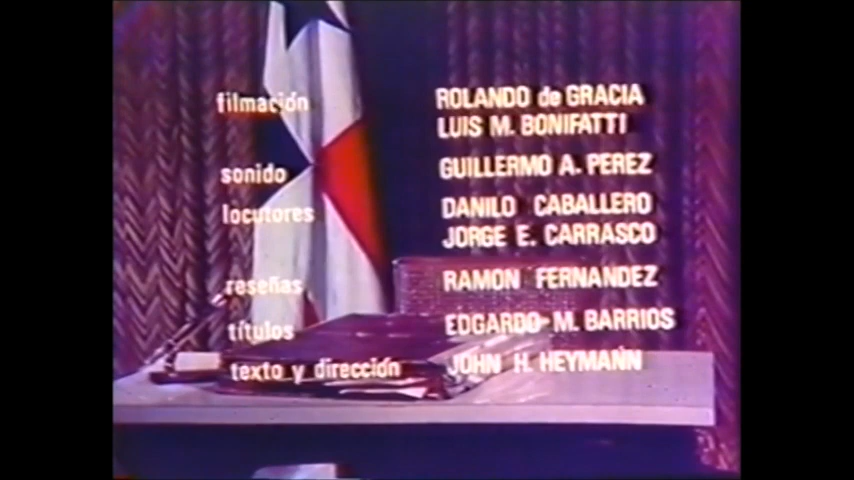 filmación ROLANDO de GRACIA
LUIS M. BONIFATTI
sonido GUILLERMO A. PEREZ
locutores DANILO CABALLERO
JORGE E. CARRASCO
reseñas RAMON FERNANDEZ
títulos EDGARDO M. BARRIOS
texto y dirección JOHN H. HEYMANN